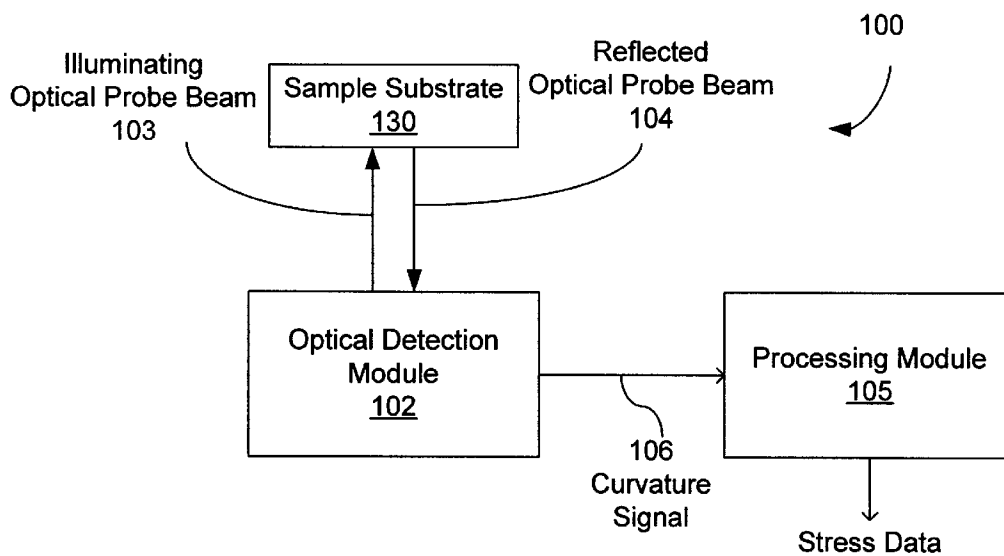 100
Illuminating
Optical Probe Beam
103
Sample Substrate
130
Reflected
Optical Probe Beam
104
Optical Detection
Module
102
Processing Module
105
106
Curvature
Signal
Stress Data